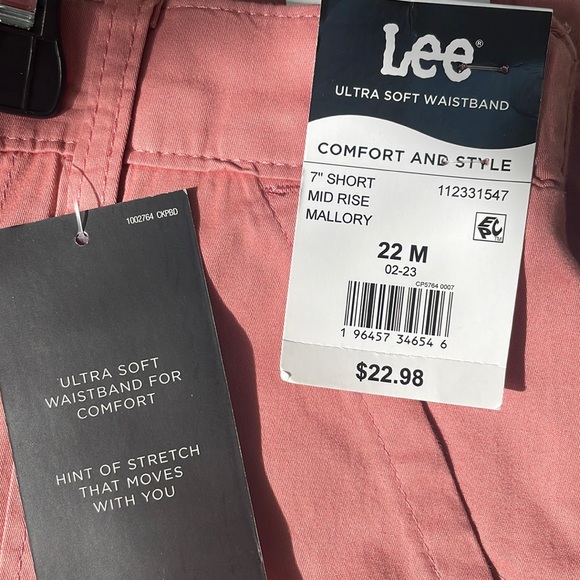 Lee®
ULTRA SOFT WAISTBAND
COMFORT AND STYLE
7" SHORT
112331547
MID RISE
MALLORY
EPC TM
22 M
02-23
CP5764 0007
1 96457 34654 6
$22.98
1002764 CKPBD
ULTRA SOFT
WAISTBAND FOR
COMFORT
HINT OF STRETCH
THAT MOVES
WITH YOU